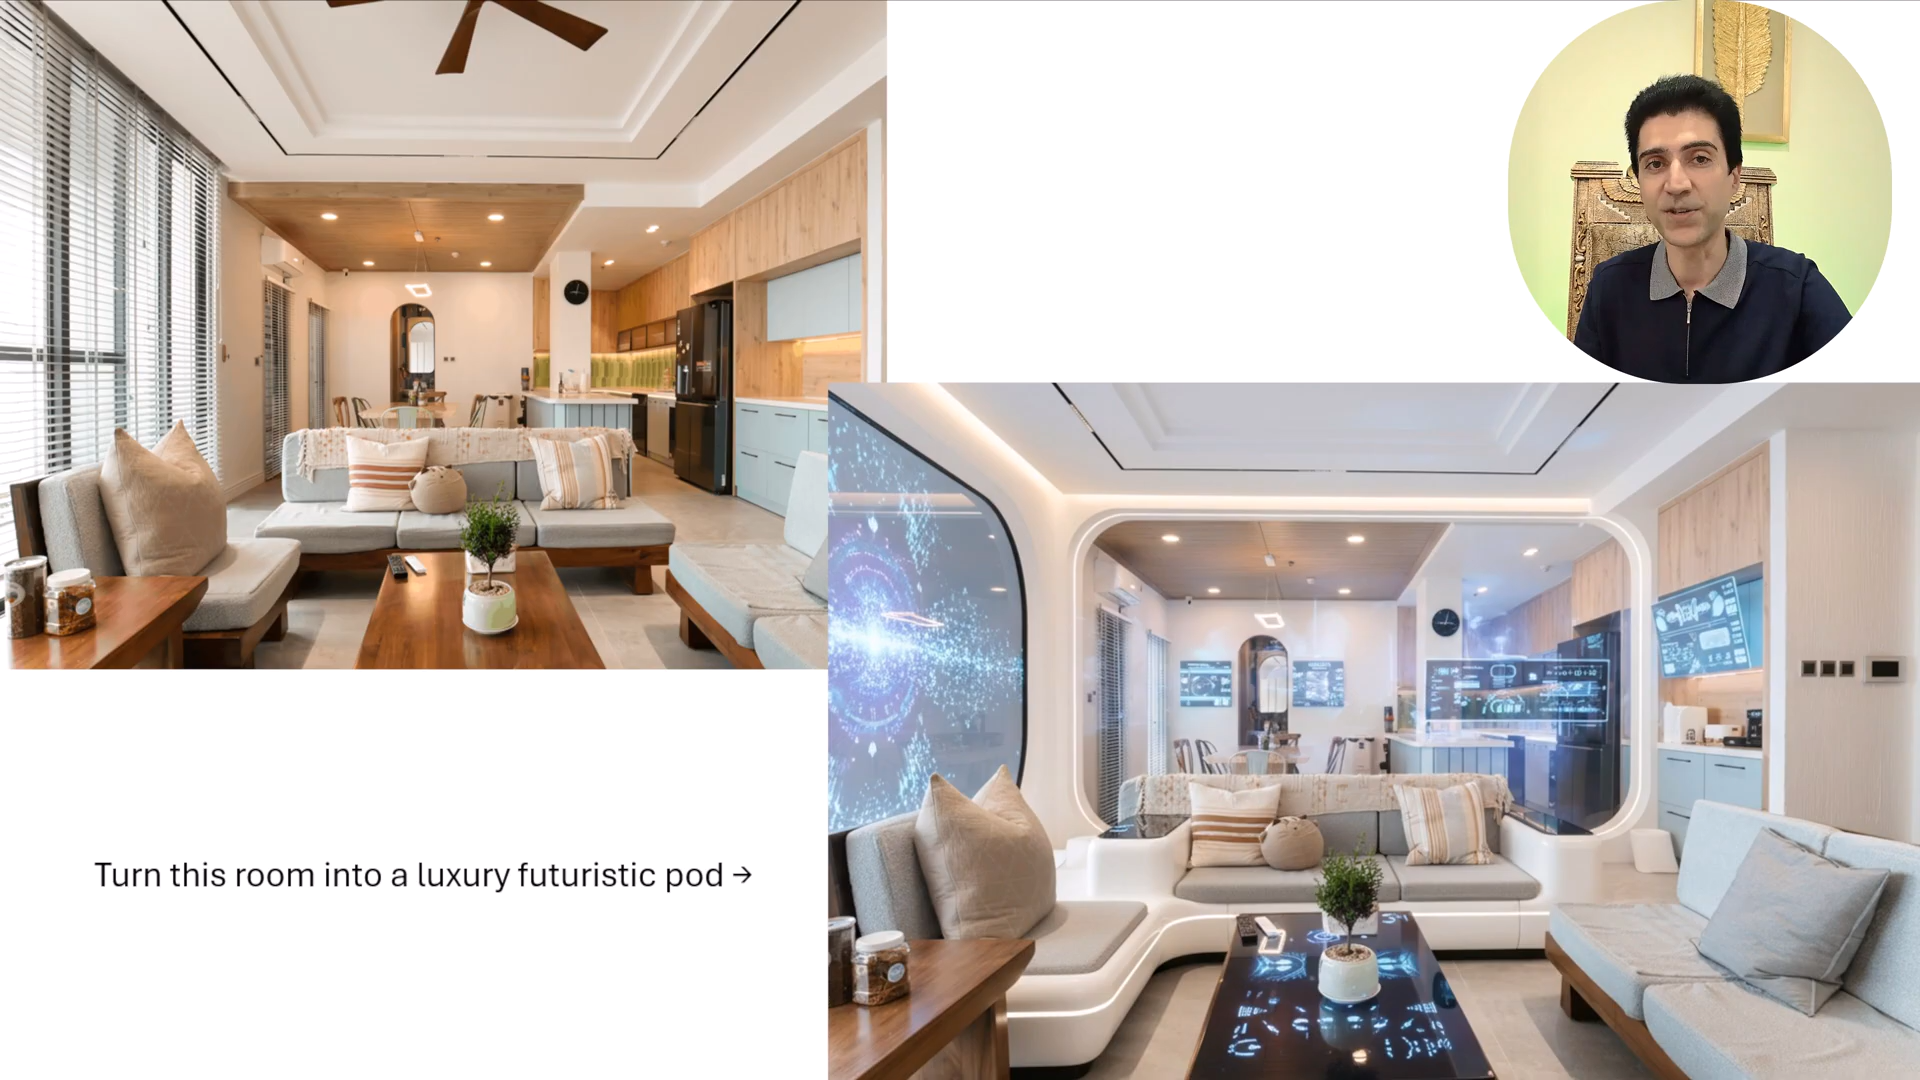 Turn this room into a luxury futuristic pod →